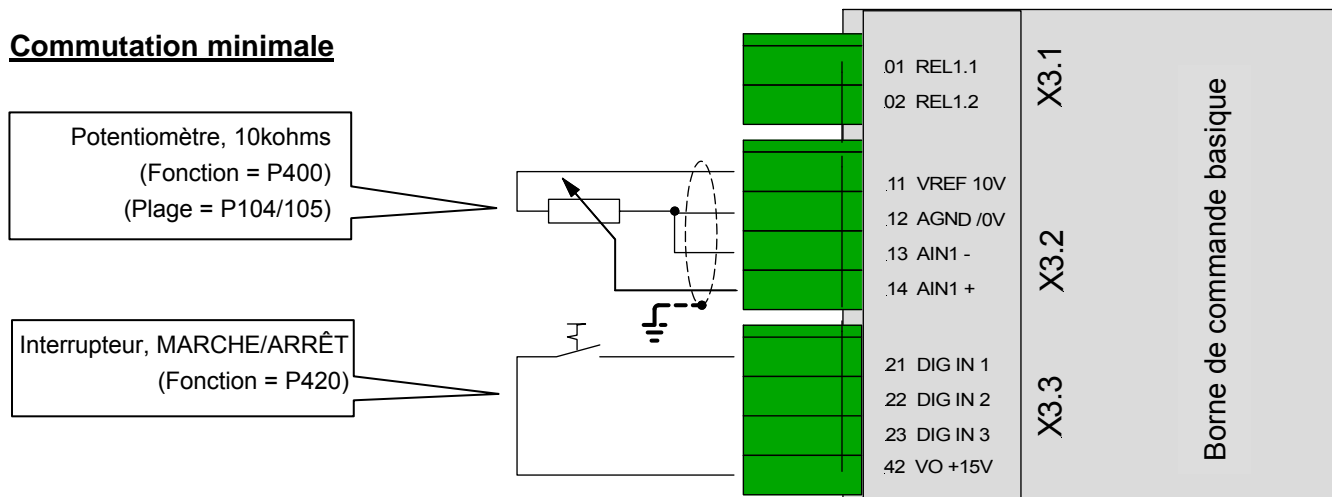 Commutation minimale
Potentiomètre, 10kohms
(Fonction = P400)
(Plage = P104/105)
Interrupteur, MARCHE/ARRÊT
(Fonction = P420)
01 REL1.1
02 REL1.2
X3.1
11 VREF 10V
12 AGND /0V
13 AIN1 -
14 AIN1 +
X3.2
21 DIG IN 1
22 DIG IN 2
23 DIG IN 3
42 VO +15V
X3.3
Borne de commande basique